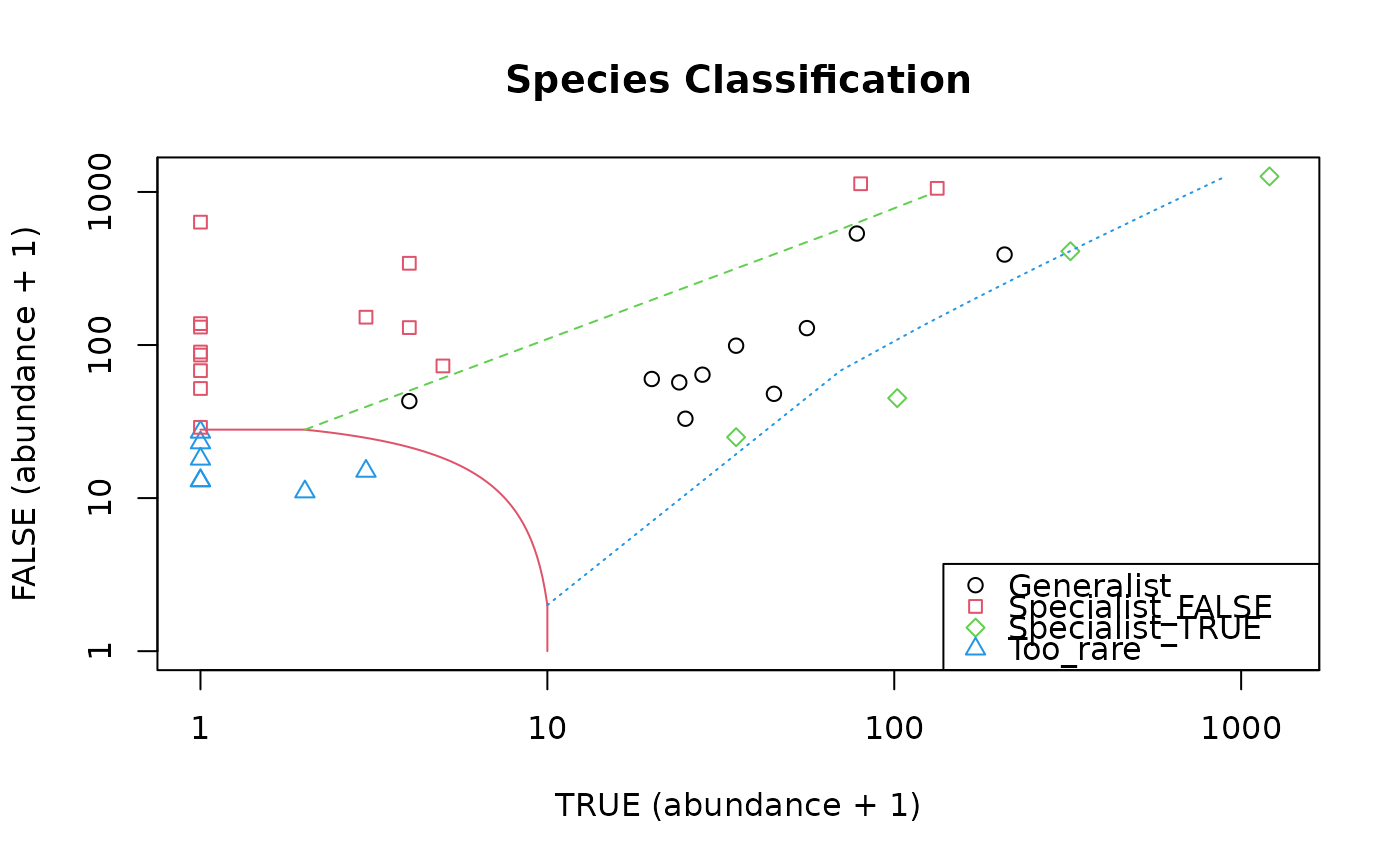 Species Classification
FALSE (abundance + 1)
1000
100
10
1
Generalist
Specialist_FALSE
Specialist_TRUE
Too_rare
1 10 100 1000
TRUE (abundance + 1)